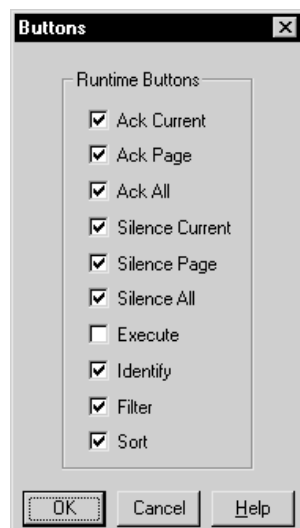 Buttons
Runtime Buttons
Ack Current
Ack Page
Ack All
Silence Current
Silence Page
Silence All
Execute
Identify
Filter
Sort
OK Cancel Help